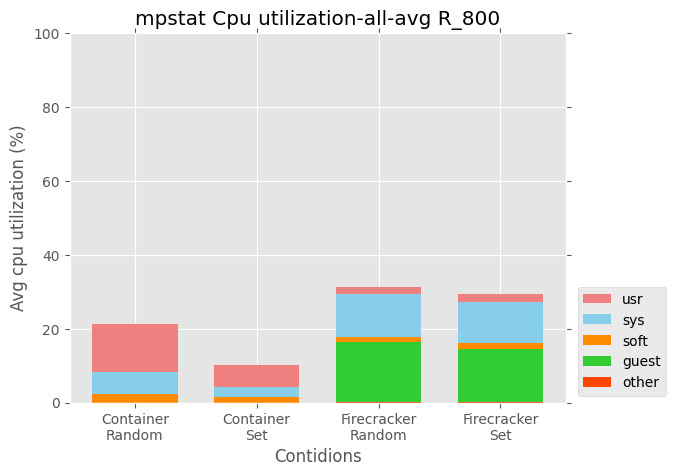 mpstat Cpu utilization-all-avg R_800
Avg cpu utilization (%)
100
80
60
40
20
0
Container
Random
Container
Set
Firecracker
Random
Firecracker
Set
Contidions
usr
sys
soft
guest
other